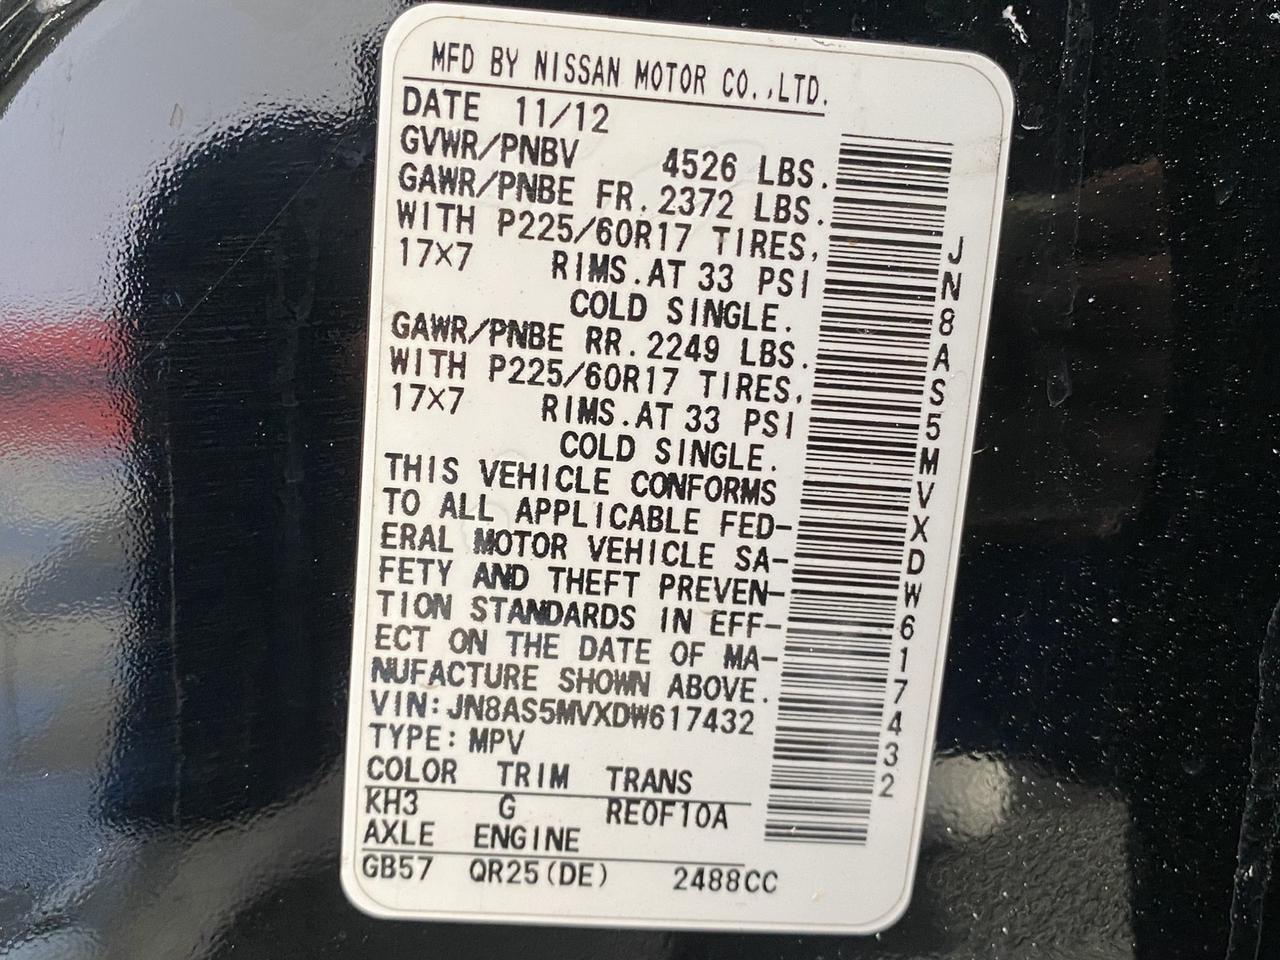 MFD BY NISSAN MOTOR CO.,LTD.
DATE 11/12
GVWR/PNBV 4526 LBS.
GAWR/PNBE FR. 2372 LBS.
WITH P225/60R17 TIRES,
17X7 RIMS.AT 33 PSI
COLD SINGLE.
GAWR/PNBE RR. 2249 LBS.
WITH P225/60R17 TIRES,
17X7 RIMS.AT 33 PSI
COLD SINGLE.
THIS VEHICLE CONFORMS
TO ALL APPLICABLE FED-
ERAL MOTOR VEHICLE SA-
FETY AND THEFT PREVEN-
TION STANDARDS IN EFF-
ECT ON THE DATE OF MA-
NUFACTURE SHOWN ABOVE.
VIN: JN8AS5MVXDW617432
TYPE: MPV
COLOR TRIM TRANS
KH3 G RE0F10A
AXLE ENGINE
GB57 QR25(DE) 2488CC
JN8AS5MVXDW617432